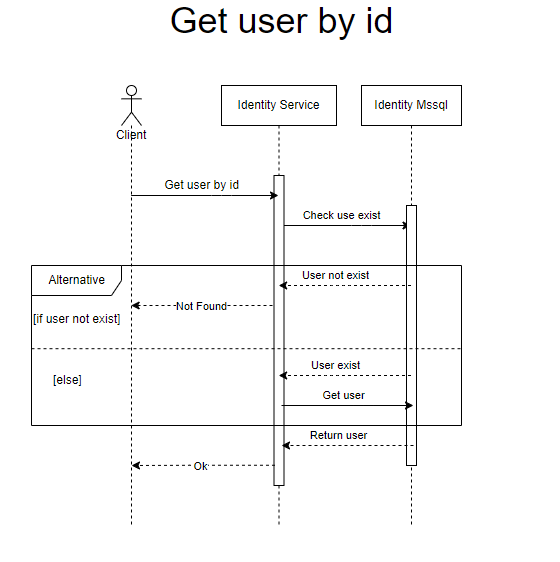 Get user by id
Identity Service
Identity Mssql
Client
Get user by id
Check use exist
User not exist
Alternative
Not Found
[if user not exist]
User exist
[else]
Get user
Return user
Ok